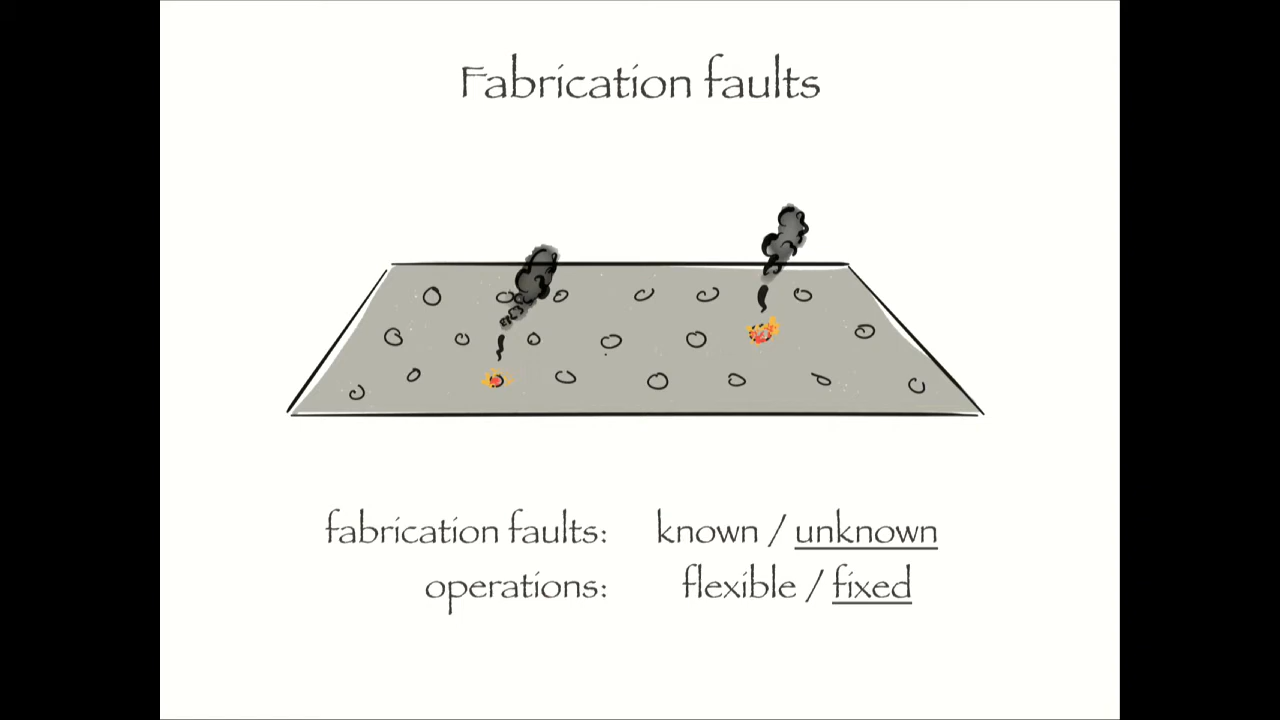 Fabrication faults
fabrication faults: known / unknown
operations: flexible / fixed